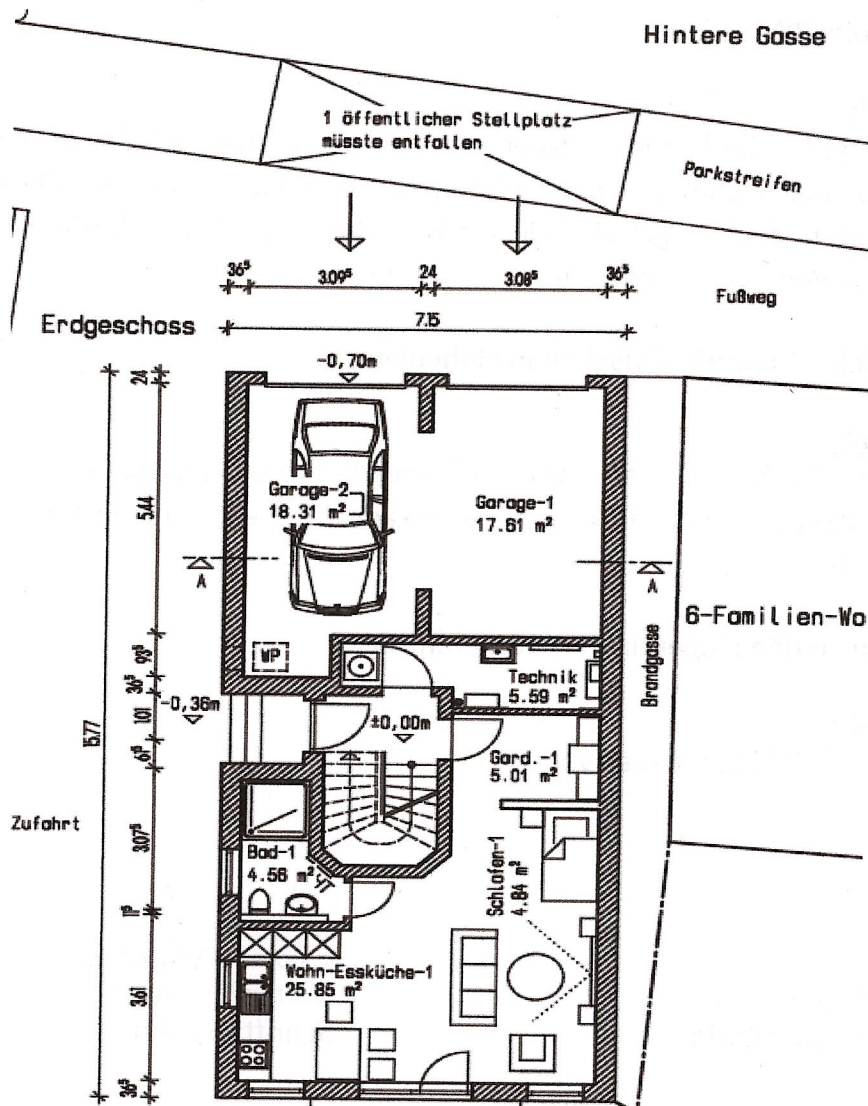 Hintere Gasse
1 öffentlicher Stellplatz
müsste entfallen
Parkstreifen
36⁵ 3.09⁵ 24 3.08⁵ 36⁵
Fußweg
7.15
Erdgeschoss
-0,70m
24
5.44
Garage-2
18.31 m²
Garage-1
17.61 m²
A
A
6-Familien-Wo
Brandgasse
WP
93⁵
Technik
5.59 m²
36⁵
-0,36m
1.01
±0,00m
15.77
61⁵
Gard.-1
5.01 m²
Zufahrt
3.07⁵
Bad-1
4.56 m²
Schlafen-1
4.84 m²
11⁵
Wohn-Essküche-1
25.85 m²
3.61
36⁵